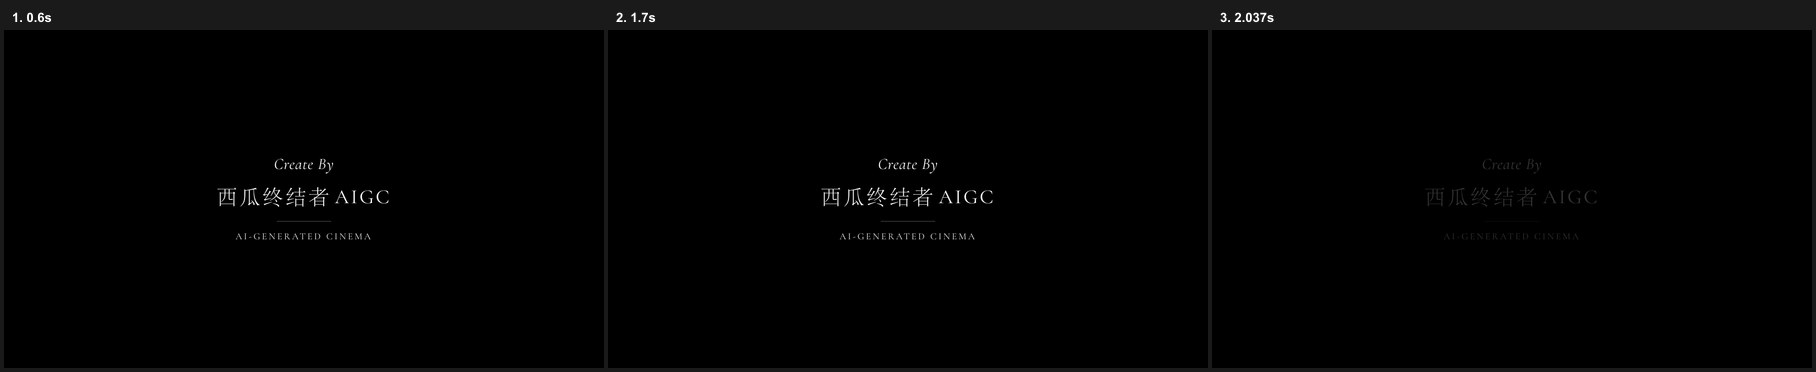 1. 0.6s
Create By
西瓜终结者 AIGC
AI-GENERATED CINEMA
2. 1.7s
Create By
西瓜终结者 AIGC
AI-GENERATED CINEMA
3. 2.037s
Create By
西瓜终结者 AIGC
AI-GENERATED CINEMA